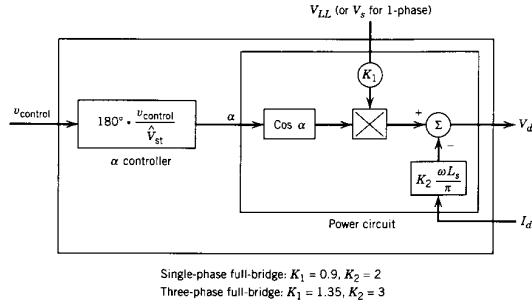 V_LL (or V_s for 1-phase)
K_1
v_control
180° · v_control / V̂_st
α controller
α
Cos α
+
Σ
−
V_d
K_2 ωL_s / π
I_d
Power circuit
Single-phase full-bridge: K_1 = 0.9, K_2 = 2
Three-phase full-bridge: K_1 = 1.35, K_2 = 3